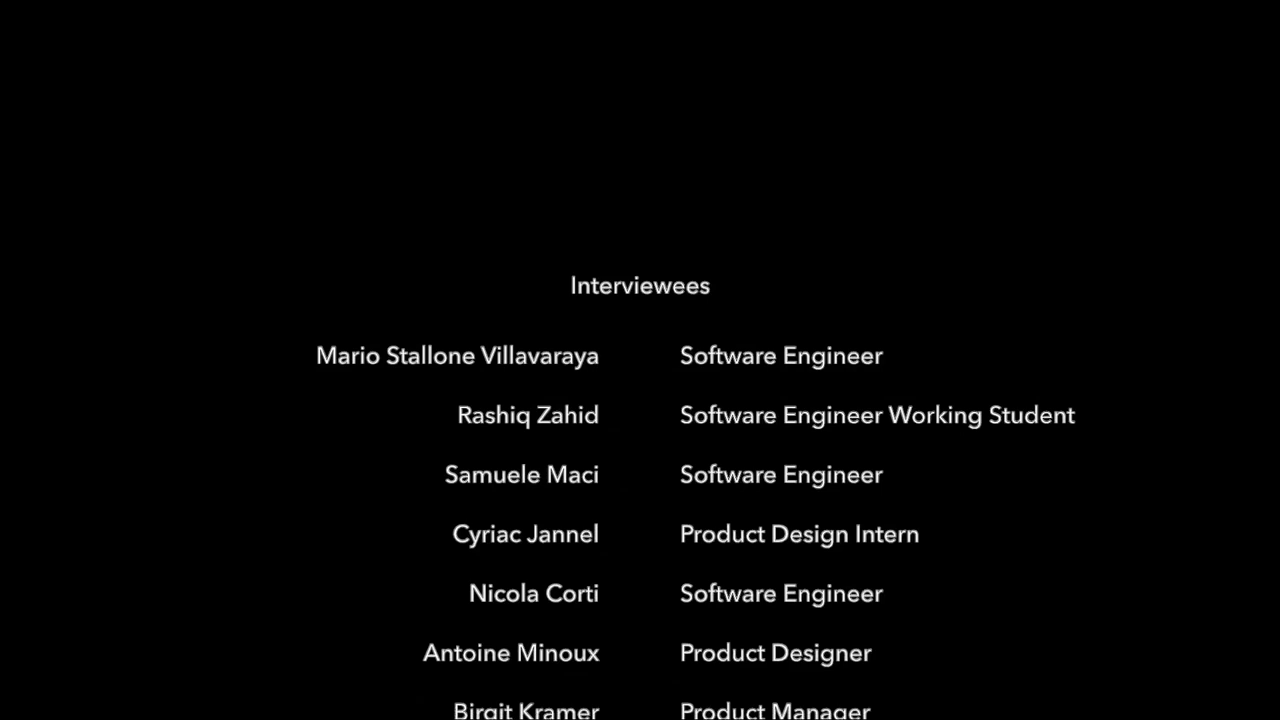 Interviewees
Mario Stallone Villavaraya Software Engineer
Rashiq Zahid Software Engineer Working Student
Samuele Maci Software Engineer
Cyriac Jannel Product Design Intern
Nicola Corti Software Engineer
Antoine Minoux Product Designer
Birgit Kramer Product Manager